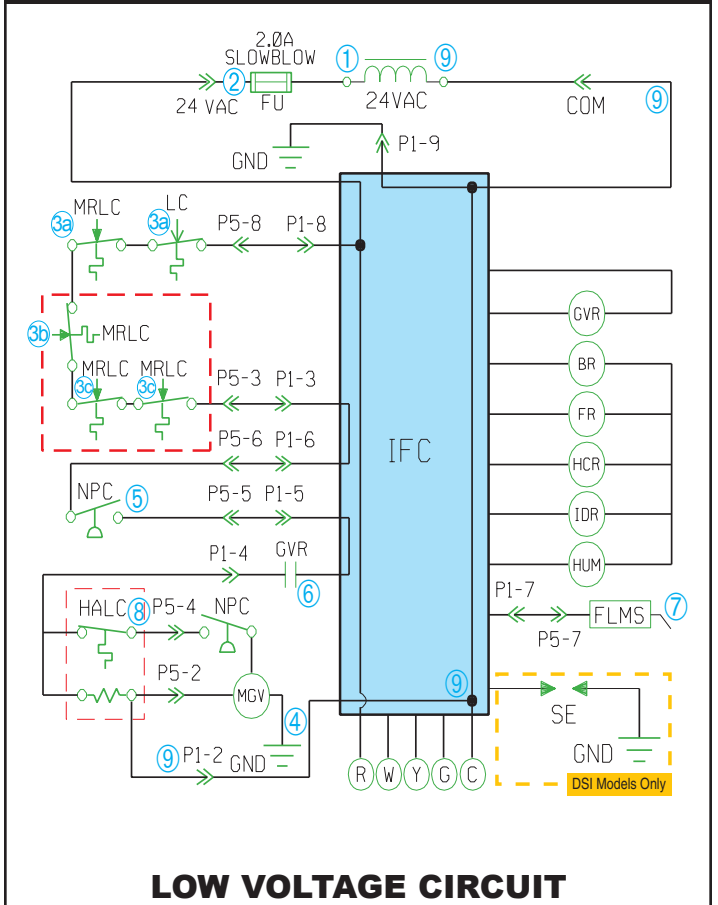 2.0A
SLOWBLOW
① ⑨
② FU
24 VAC
24VAC
COM
⑨
GND
P1-9
MRLC
LC
3a
3a
P5-8 P1-8
3b
MRLC
MRLC MRLC
3c
3c
P5-3 P1-3
P5-6 P1-6
NPC
⑤
P5-5 P1-5
P1-4
GVR
⑥
HALC
⑧
P5-4
NPC
P5-2
MGV
④
⑨
P1-2
GND
IFC
⑨
GVR
BR
FR
HCR
IDR
HUM
P1-7
P5-7
FLMS
⑦
SE
GND
DSI Models Only
R W Y G C
LOW VOLTAGE CIRCUIT